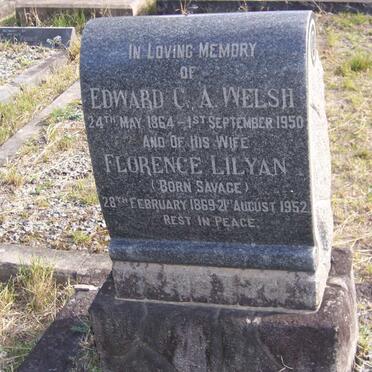 IN LOVING MEMORY
OF
EDWARD C. A. WELSH
24TH MAY 1864 - 1ST SEPTEMBER 1950
AND OF HIS WIFE
FLORENCE LILYAN
(BORN SAVAGE)
28TH FEBRUARY 1869 - 2D AUGUST 1952
REST IN PEACE